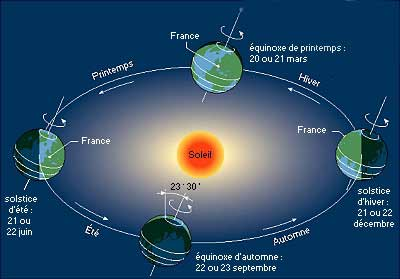 France
équinoxe de printemps :
20 ou 21 mars
Printemps
Hiver
France
France
Soleil
solstice
d'été :
21 ou
22 juin
23°30'
solstice
d'hiver :
21 ou 22
décembre
Été
Automne
équinoxe d'automne :
22 ou 23 septembre